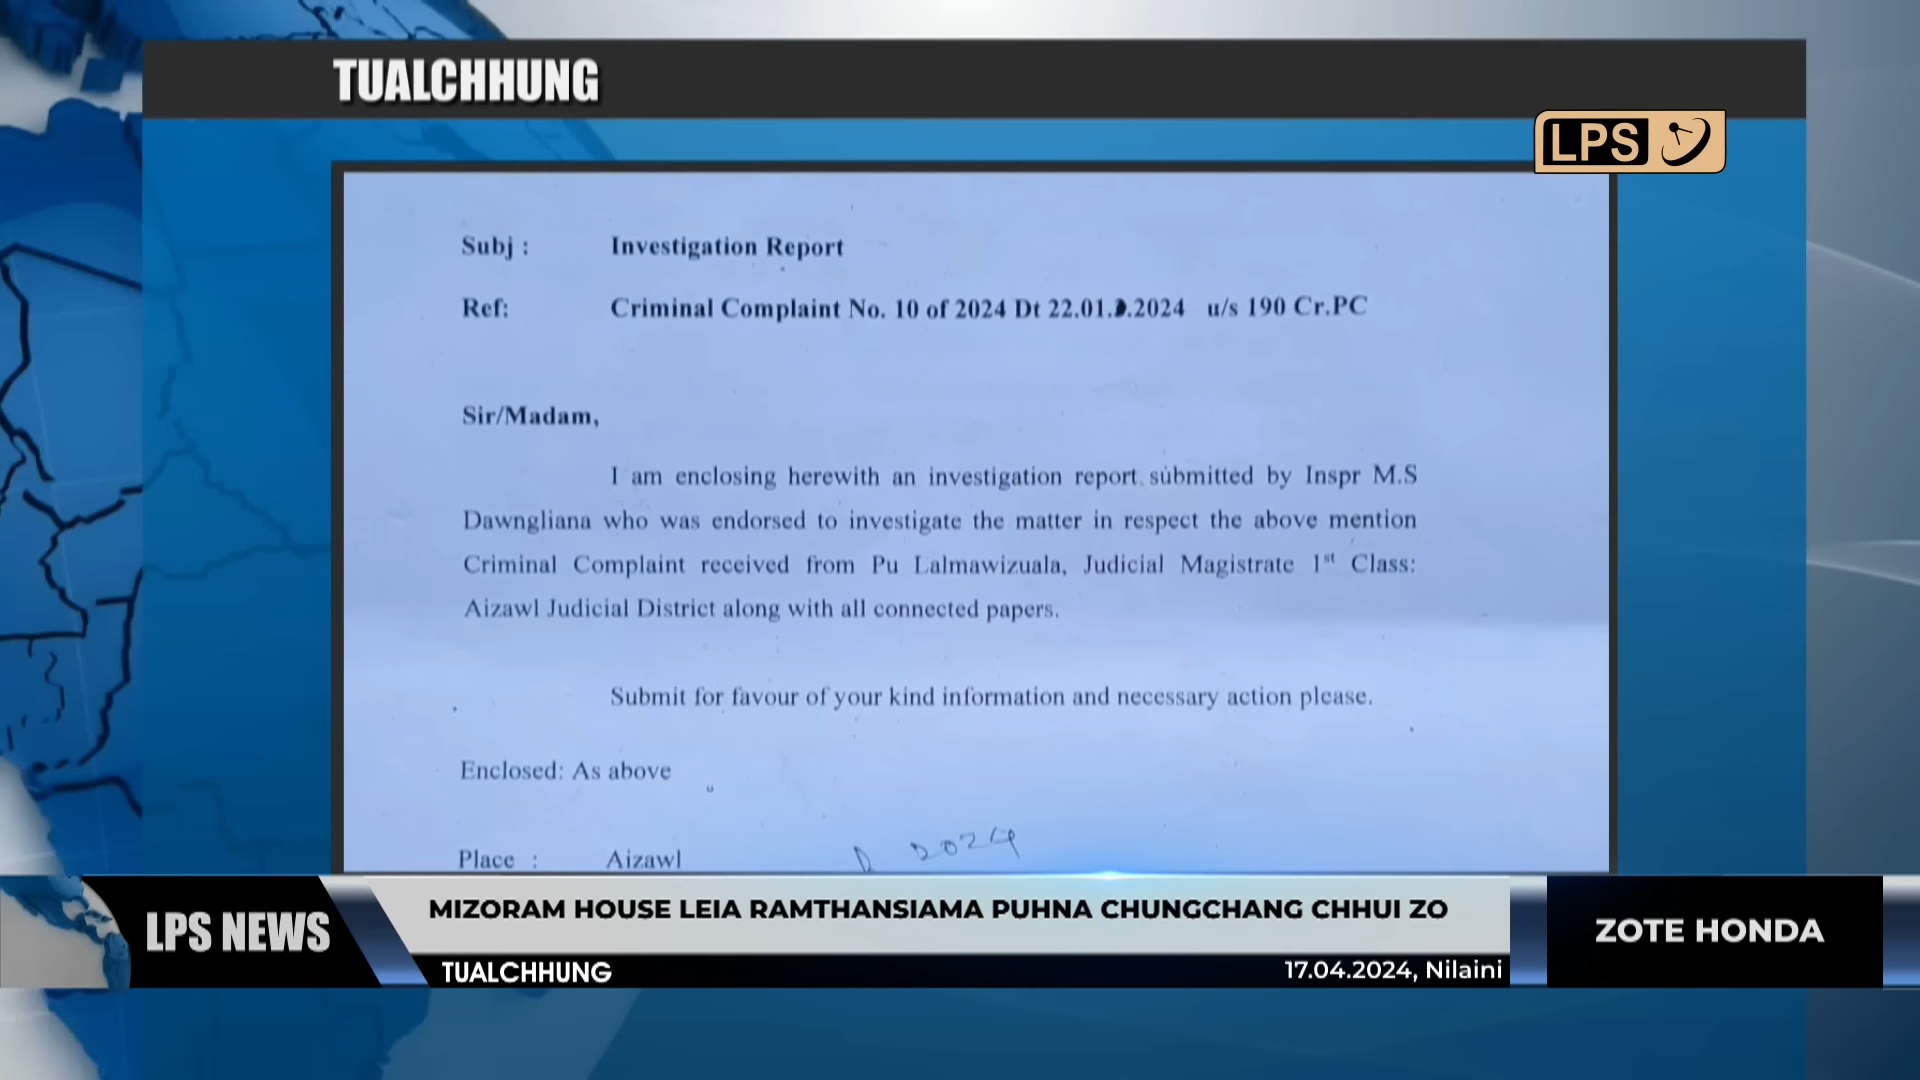 TUALCHHUNG
LPS
Subj : Investigation Report
Ref: Criminal Complaint No. 10 of 2024 Dt 22.01. .2024 u/s 190 Cr.PC
Sir/Madam,
I am enclosing herewith an investigation report submitted by Inspr M.S
Dawngliana who was endorsed to investigate the matter in respect the above mention
Criminal Complaint received from Pu Lalmawizuala, Judicial Magistrate 1st Class:
Aizawl Judicial District along with all connected papers.
Submit for favour of your kind information and necessary action please.
Enclosed: As above
Place : Aizawl
2024
LPS NEWS
MIZORAM HOUSE LEIA RAMTHANSIAMA PUHNA CHUNGCHANG CHHUI ZO
TUALCHHUNG
17.04.2024, Nilaini
ZOTE HONDA